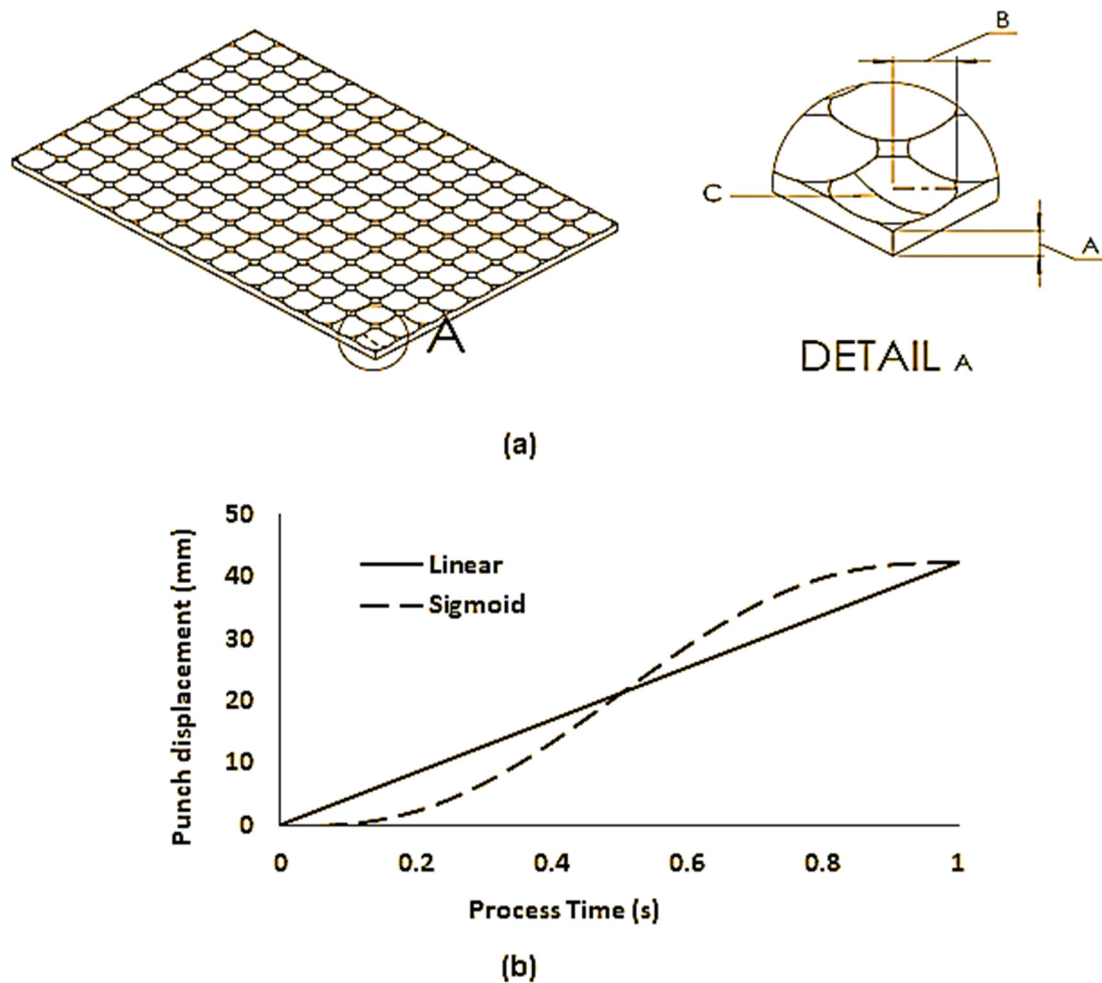 B
C
A
A
DETAIL A
(a)
50
40
30
20
10
0
Punch displacement (mm)
Linear
Sigmoid
0 0.2 0.4 0.6 0.8 1
Process Time (s)
(b)